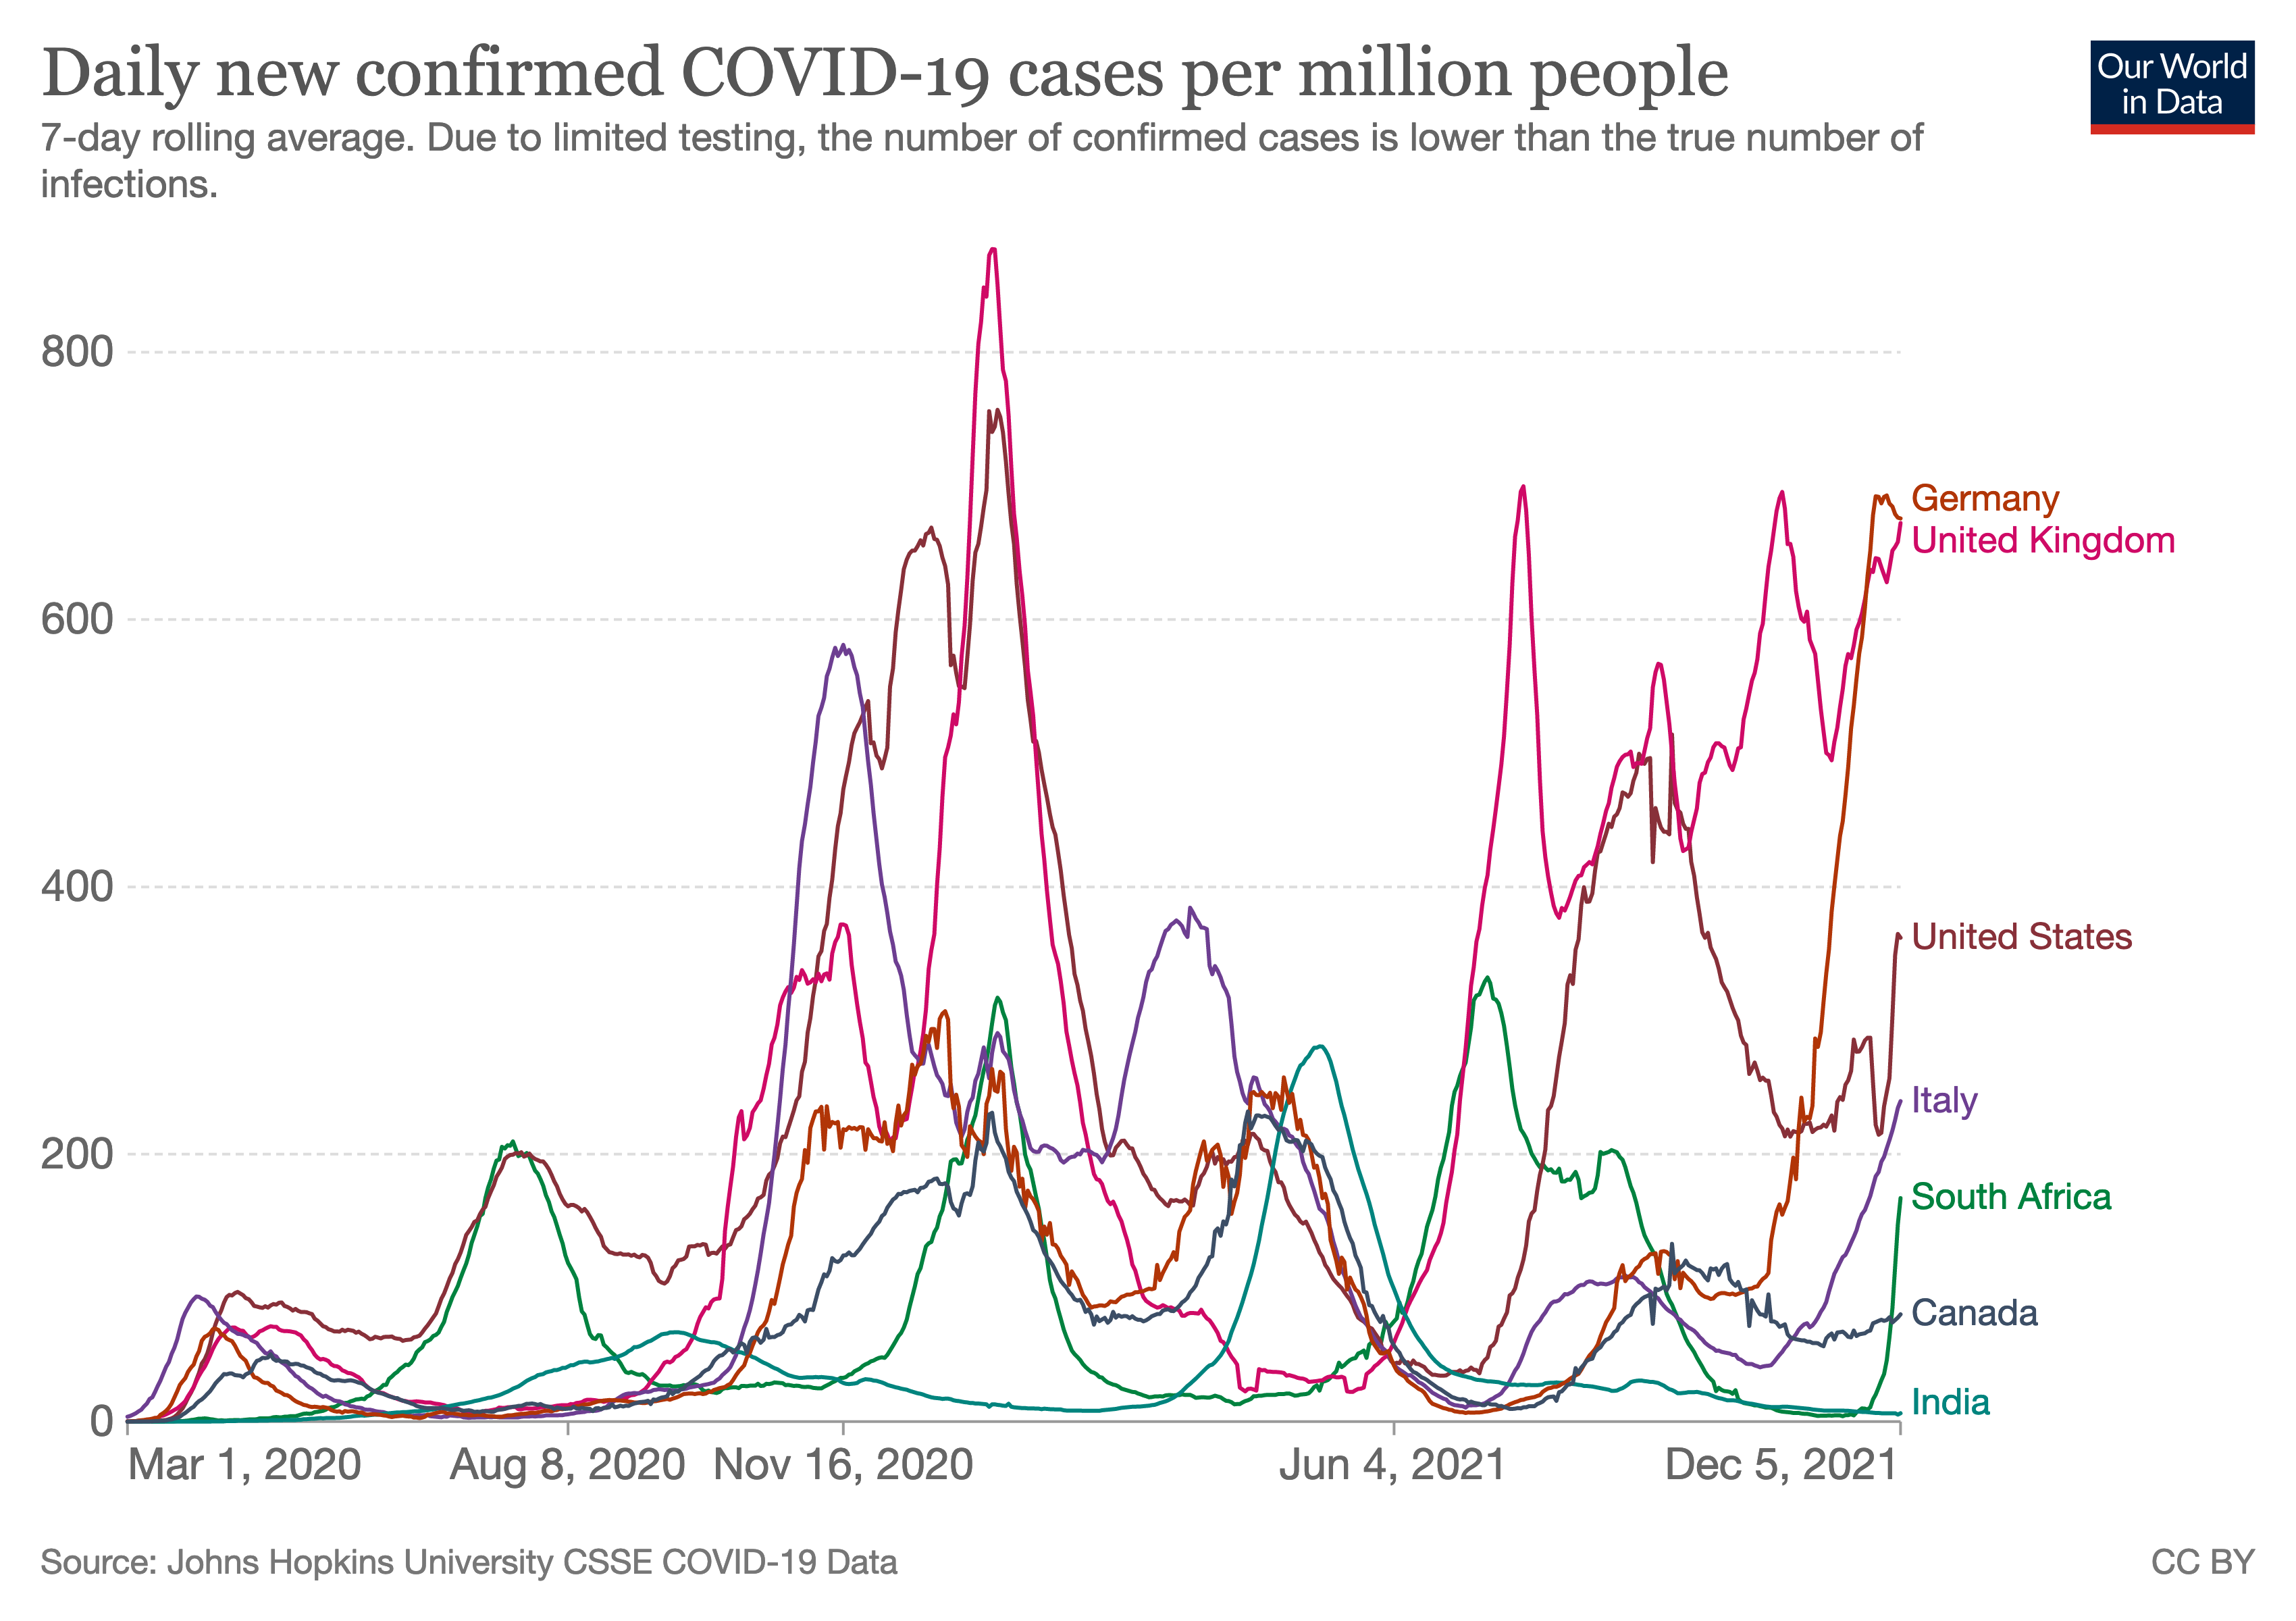 Daily new confirmed COVID-19 cases per million people
Our World
in Data
7-day rolling average. Due to limited testing, the number of confirmed cases is lower than the true number of
infections.
800
600
400
200
0
Germany
United Kingdom
United States
Italy
South Africa
Canada
India
Mar 1, 2020
Aug 8, 2020
Nov 16, 2020
Jun 4, 2021
Dec 5, 2021
Source: Johns Hopkins University CSSE COVID-19 Data
CC BY